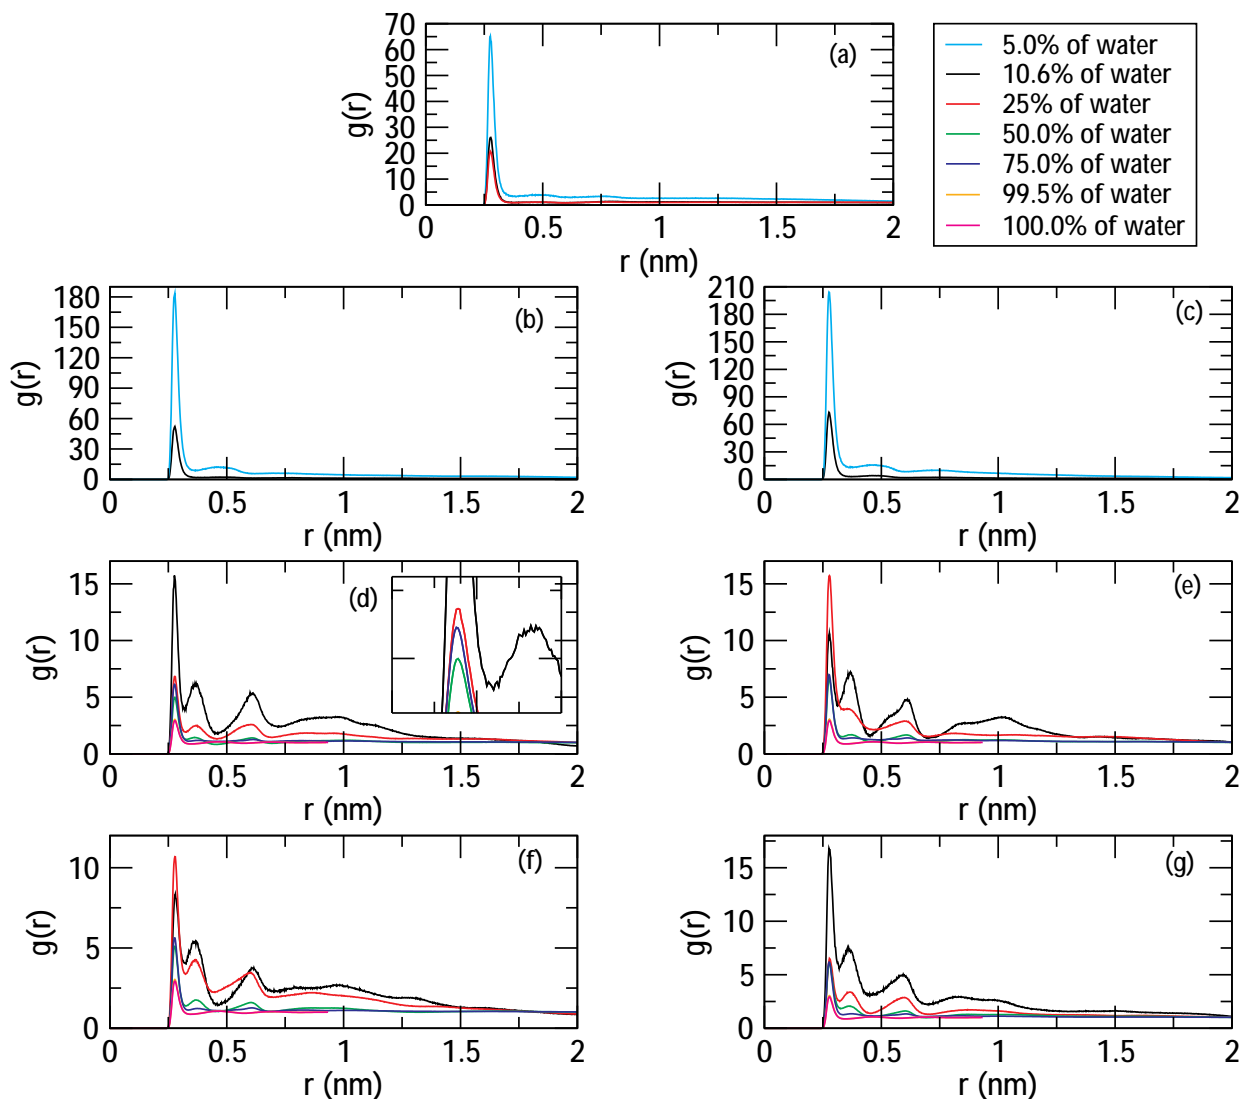 70
60
50
40
30
20
10
0
g(r)
(a)
0 0.5 1 1.5 2
r (nm)
5.0% of water
10.6% of water
25% of water
50.0% of water
75.0% of water
99.5% of water
100.0% of water
180
150
120
90
60
30
0
g(r)
(b)
0 0.5 1 1.5 2
r (nm)
210
180
150
120
90
60
30
0
g(r)
(c)
0 0.5 1 1.5 2
r (nm)
15
10
5
0
g(r)
(d)
0 0.5 1 1.5 2
r (nm)
15
10
5
0
g(r)
(e)
0 0.5 1 1.5 2
r (nm)
10
5
0
g(r)
(f)
0 0.5 1 1.5 2
r (nm)
15
10
5
0
g(r)
(g)
0 0.5 1 1.5 2
r (nm)